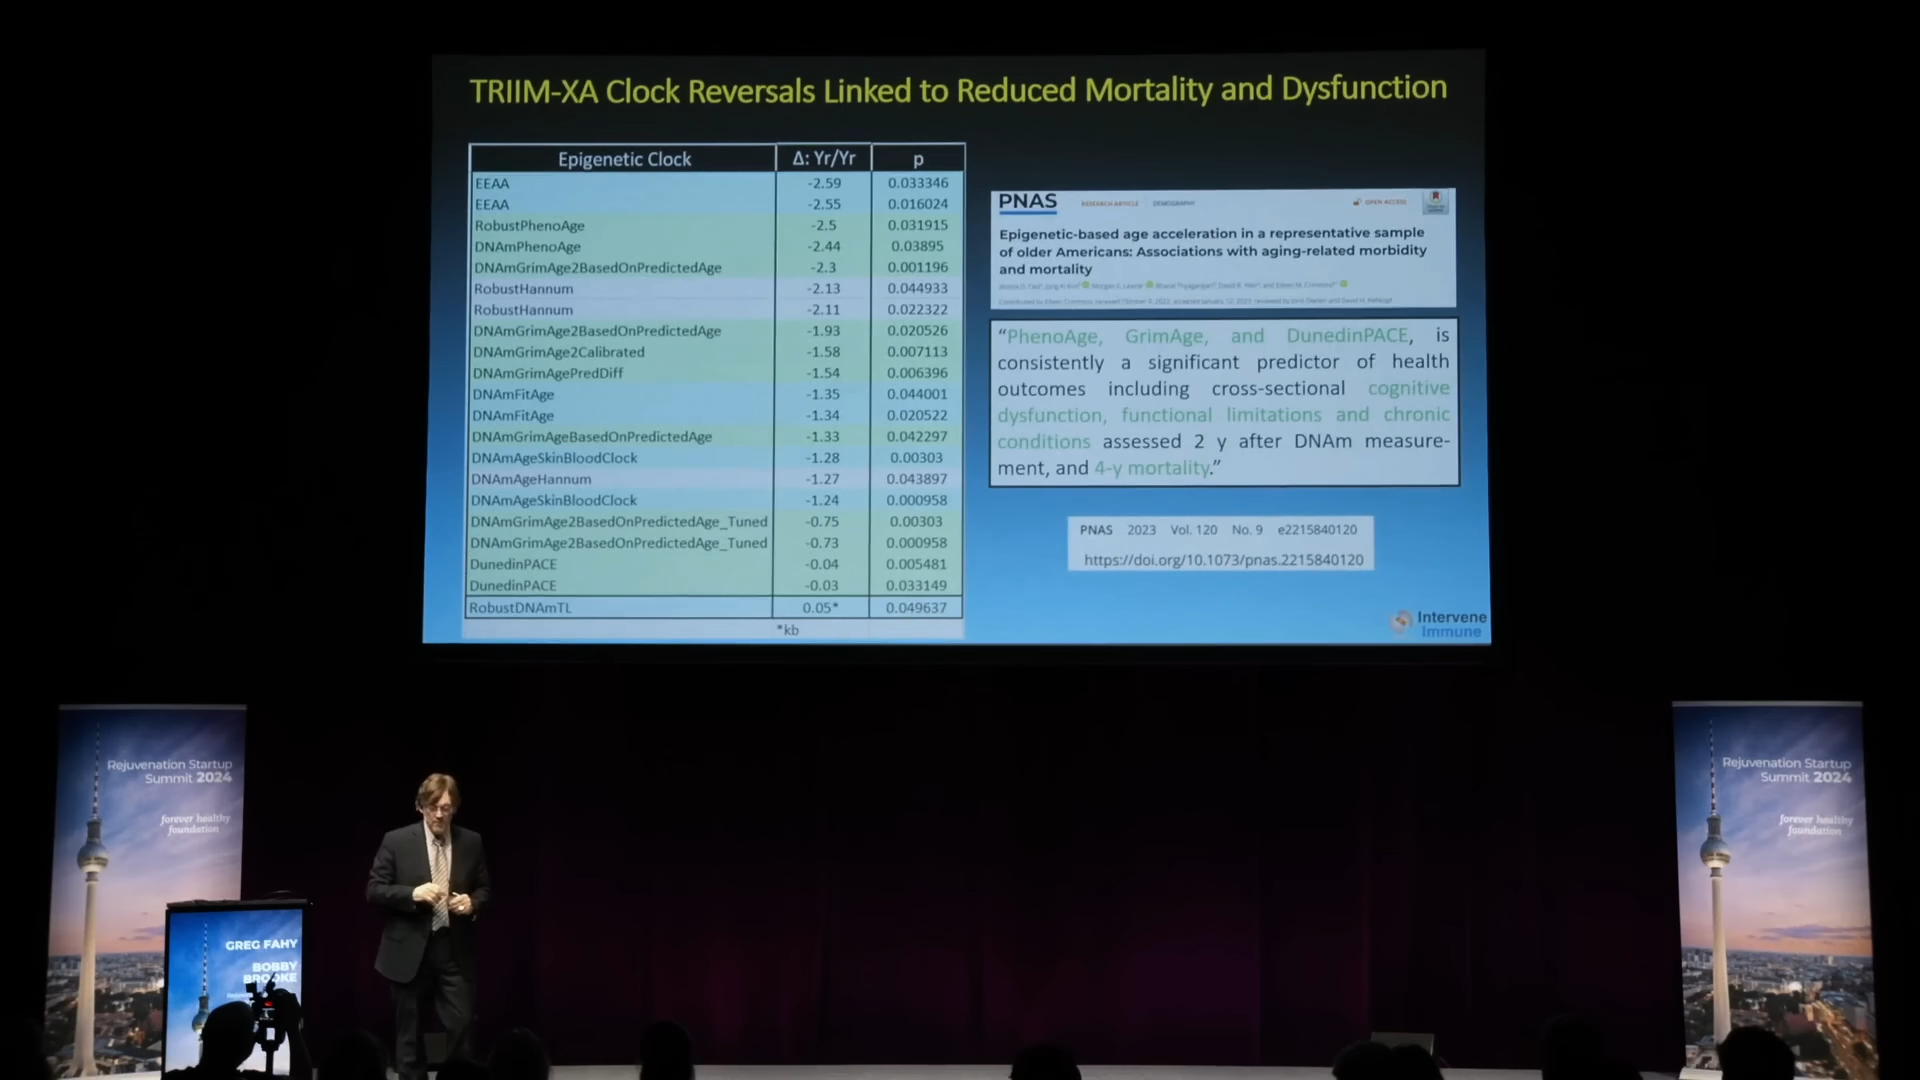 TRIIM-XA Clock Reversals Linked to Reduced Mortality and Dysfunction
Epigenetic Clock Δ: Yr/Yr p
EEAA -2.59 0.033346
EEAA -2.55 0.016024
RobustPhenoAge -2.5 0.031915
DNAmPhenoAge -2.44 0.03895
DNAmGrimAge2BasedOnPredictedAge -2.3 0.001196
RobustHannum -2.13 0.044933
RobustHannum -2.11 0.022322
DNAmGrimAge2BasedOnPredictedAge -1.93 0.020526
DNAmGrimAge2Calibrated -1.58 0.007113
DNAmGrimAgePredDiff -1.54 0.006396
DNAmFitAge -1.35 0.044001
DNAmFitAge -1.34 0.020522
DNAmGrimAgeBasedOnPredictedAge -1.33 0.042297
DNAmAgeSkinBloodClock -1.28 0.00303
DNAmAgeHannum -1.27 0.043897
DNAmAgeSkinBloodClock -1.24 0.000958
DNAmGrimAge2BasedOnPredictedAge_Tuned -0.75 0.00303
DNAmGrimAge2BasedOnPredictedAge_Tuned -0.73 0.000958
DunedinPACE -0.04 0.005481
DunedinPACE -0.03 0.033149
RobustDNAmTL 0.05* 0.049637
*kb
PNAS RESEARCH ARTICLE DEMOGRAPHY OPEN ACCESS
Epigenetic-based age acceleration in a representative sample
of older Americans: Associations with aging-related morbidity
and mortality
“PhenoAge, GrimAge, and DunedinPACE, is
consistently a significant predictor of health
outcomes including cross-sectional cognitive
dysfunction, functional limitations and chronic
conditions assessed 2 y after DNAm measure-
ment, and 4-y mortality.”
PNAS 2023 Vol. 120 No. 9 e2215840120
https://doi.org/10.1073/pnas.2215840120
Intervene
Immune
Rejuvenation Startup
Summit 2024
forever healthy
foundation
GREG FAHY
BOBBY
BROOKE
Rejuvenation Startup
Summit 2024
forever healthy
foundation